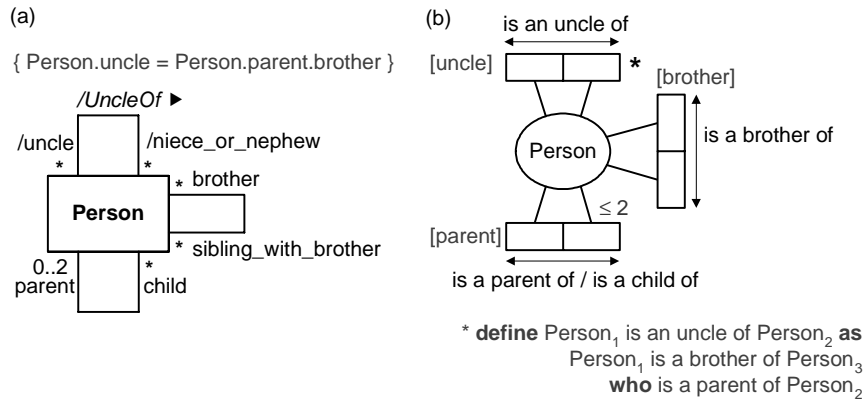 (a)
{ Person.uncle = Person.parent.brother }
/UncleOf ►
/uncle
/niece_or_nephew
*
*
* brother
Person
* sibling_with_brother
0..2
*
parent
child
(b)
is an uncle of
[uncle]
*
[brother]
is a brother of
Person
≤ 2
[parent]
is a parent of / is a child of
* define Person1 is an uncle of Person2 as
Person1 is a brother of Person3
who is a parent of Person2